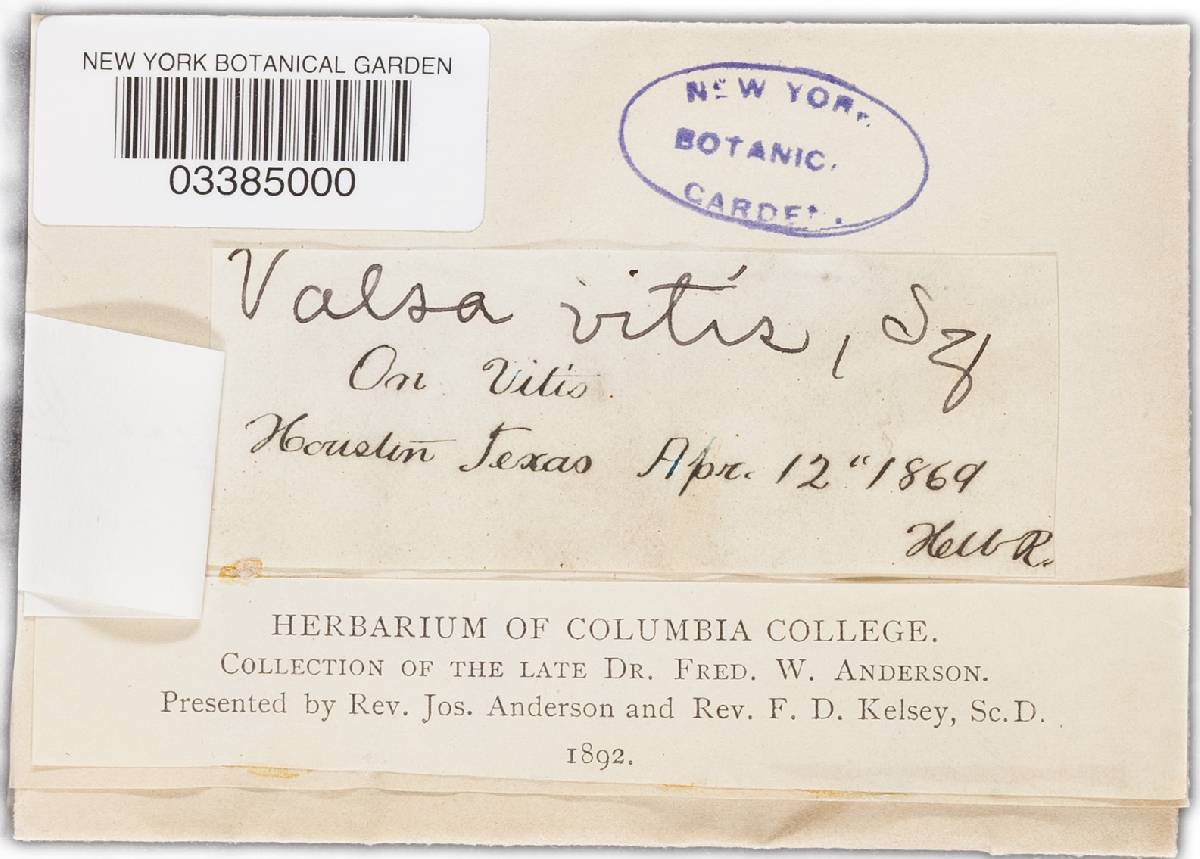 NEW YORK BOTANICAL GARDEN
03385000
NEW YORK
BOTANIC.
GARDEN.
Valsa vitis,
On Vitis.
Houston Texas Apr. 12" 1869
HERBARIUM OF COLUMBIA COLLEGE.
COLLECTION OF THE LATE DR. FRED. W. ANDERSON.
Presented by Rev. Jos. Anderson and Rev. F. D. Kelsey, Sc.D.
1892.